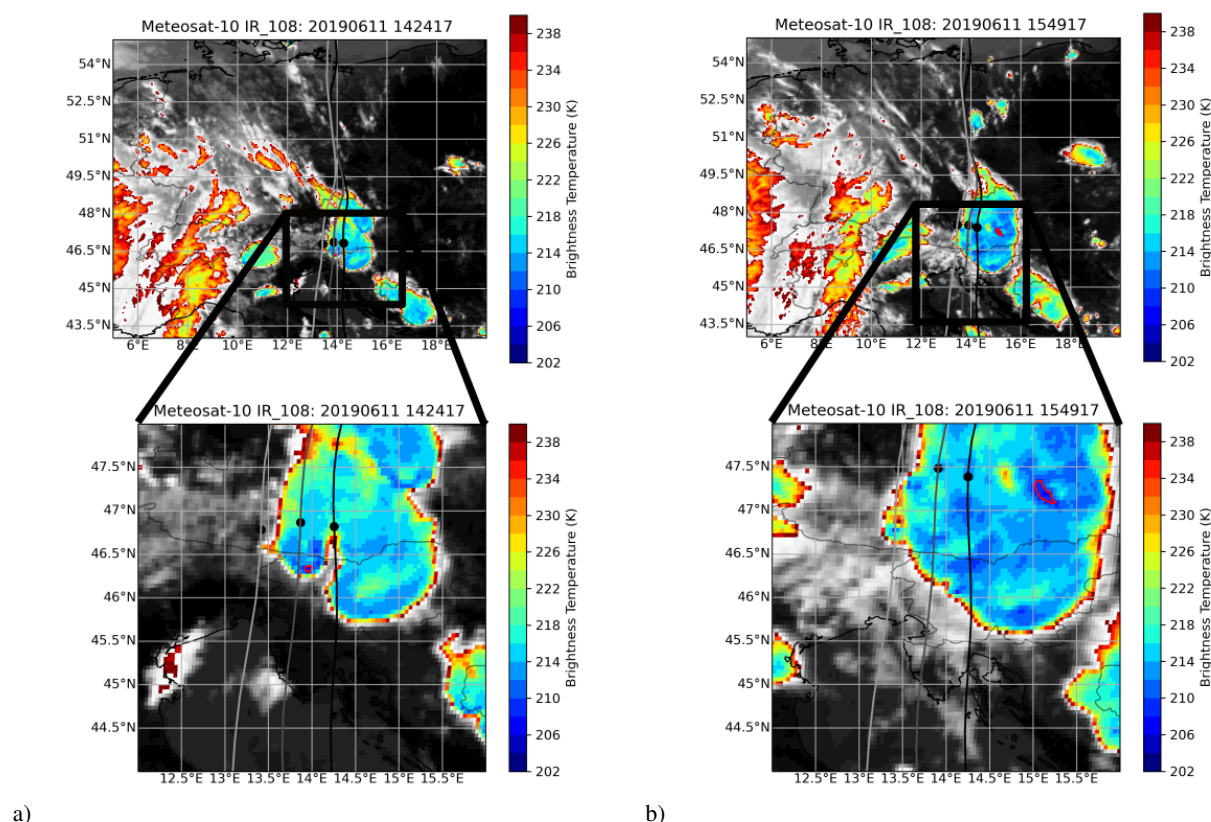 Meteosat-10 IR_108: 20190611 142417
54°N
52.5°N
51°N
49.5°N
48°N
46.5°N
45°N
43.5°N
6°E 8°E 10°E 12°E 14°E 16°E 18°E
238
234
230
226
222
218
214
210
206
202
Brightness Temperature (K)
Meteosat-10 IR_108: 20190611 154917
54°N
52.5°N
51°N
49.5°N
48°N
46.5°N
45°N
43.5°N
6°E 8°E 10°E 12°E 14°E 16°E 18°E
238
234
230
226
222
218
214
210
206
202
Brightness Temperature (K)
Meteosat-10 IR_108: 20190611 142417
47.5°N
47°N
46.5°N
46°N
45.5°N
45°N
44.5°N
12.5°E 13°E 13.5°E 14°E 14.5°E 15°E 15.5°E
238
234
230
226
222
218
214
210
206
202
Brightness Temperature (K)
Meteosat-10 IR_108: 20190611 154917
47.5°N
47°N
46.5°N
46°N
45.5°N
45°N
44.5°N
12.5°E 13°E 13.5°E 14°E 14.5°E 15°E 15.5°E
238
234
230
226
222
218
214
210
206
202
Brightness Temperature (K)
a)
b)